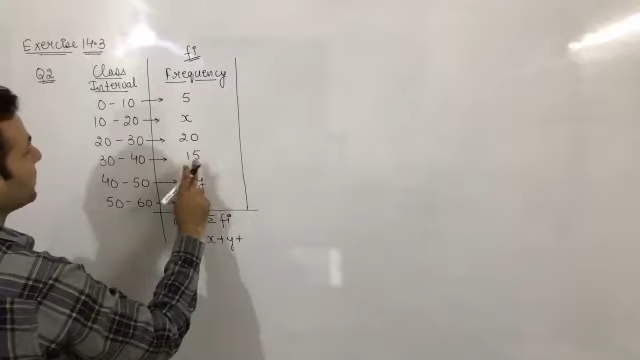 Exercise 14.3
fi
Q2 Class Interval Frequency
0-10 → 5
10-20 → x
20-30 → 20
30-40 → 15
40-50 → y
50-60
Σfi
x+y+